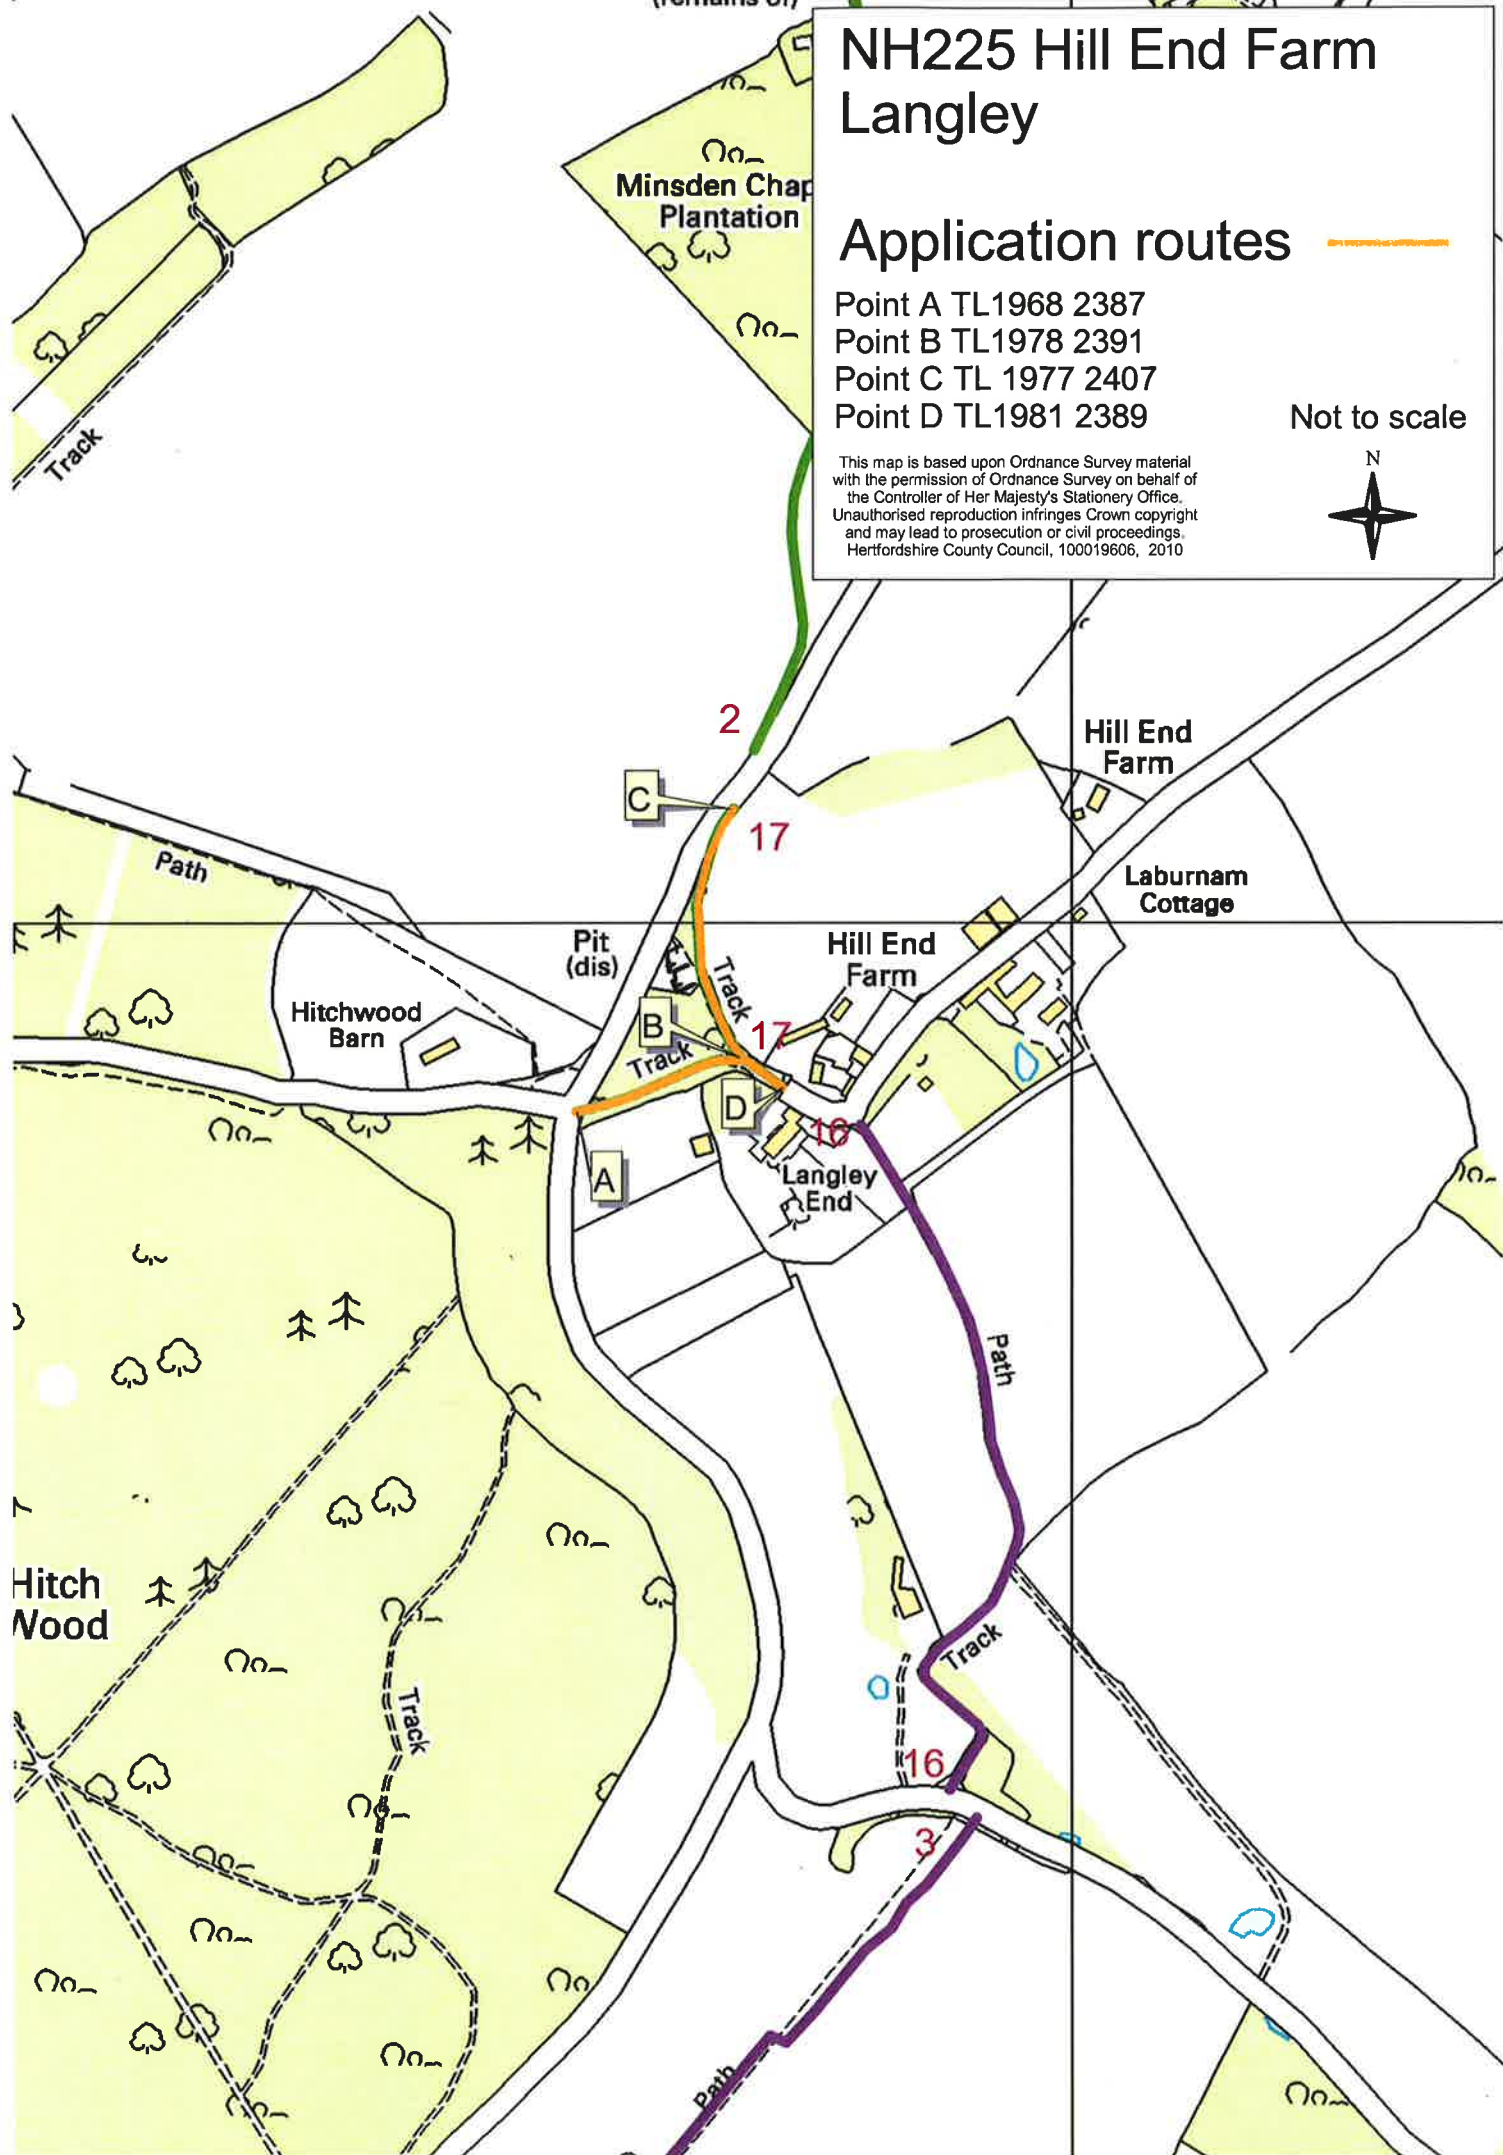 (remains of)
NH225 Hill End Farm
Langley
Application routes
Point A TL1968 2387
Point B TL1978 2391
Point C TL 1977 2407
Point D TL1981 2389
Not to scale
This map is based upon Ordnance Survey material
with the permission of Ordnance Survey on behalf of
the Controller of Her Majesty's Stationery Office.
Unauthorised reproduction infringes Crown copyright
and may lead to prosecution or civil proceedings.
Hertfordshire County Council, 100019606, 2010
N
Minsden Chap
Plantation
Track
2
Hill End
Farm
C
17
Path
Laburnam
Cottage
Pit
(dis)
Hill End
Farm
Track
Hitchwood
Barn
B
17
Track
D
16
A
Langley
End
Path
Hitch
Wood
Track
Track
16
3
Path